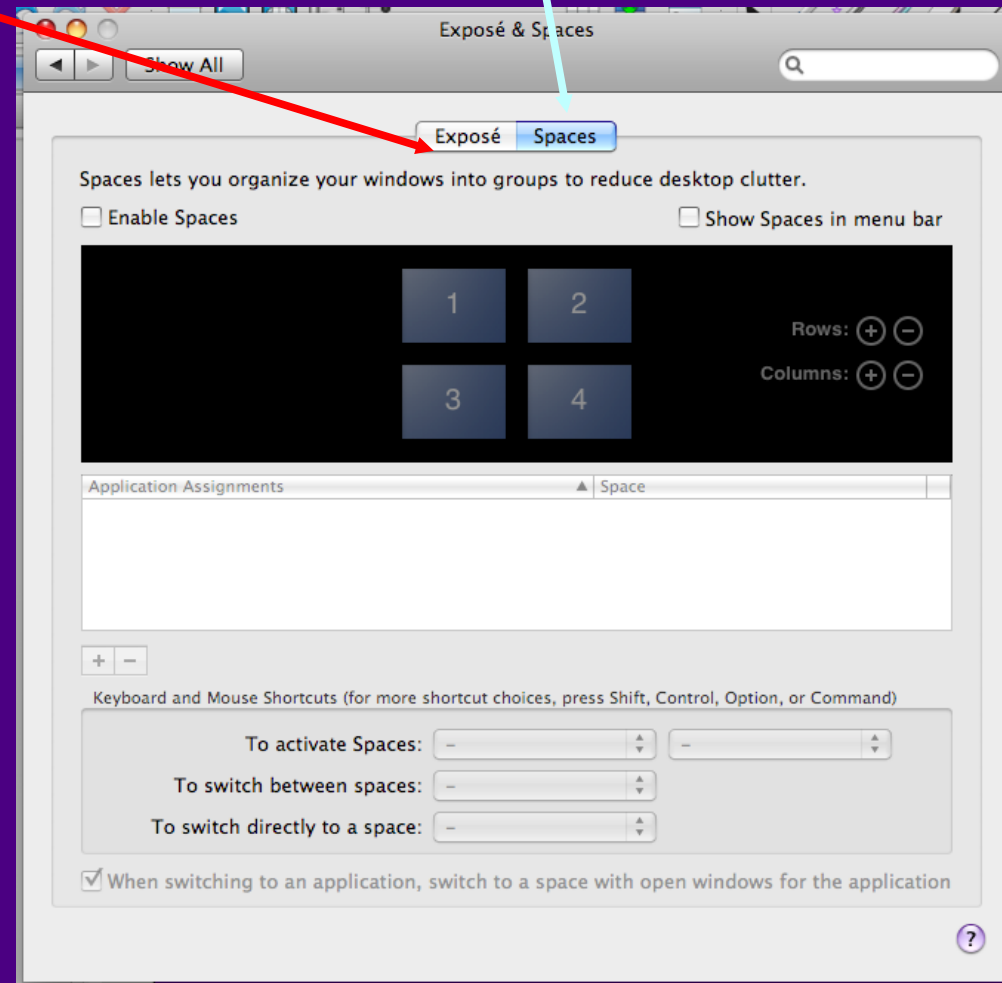 Exposé & Spaces
Show All
Exposé Spaces
Spaces lets you organize your windows into groups to reduce desktop clutter.
Enable Spaces Show Spaces in menu bar
1 2
Rows:
Columns:
3 4
Application Assignments Space
Keyboard and Mouse Shortcuts (for more shortcut choices, press Shift, Control, Option, or Command)
To activate Spaces: – –
To switch between spaces: –
To switch directly to a space: –
When switching to an application, switch to a space with open windows for the application
?